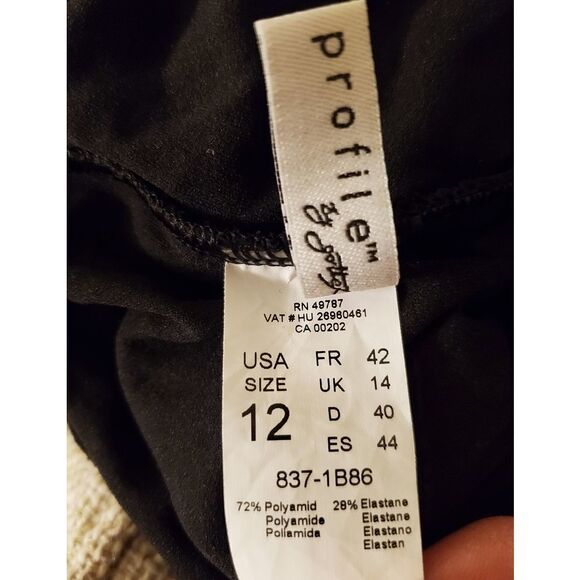 profile™
By gottex
RN 49787
VAT # HU 26960461
CA 00202
USA FR 42
SIZE UK 14
12 D 40
ES 44
837-1B86
72% Polyamid 28% Elastane
Polyamide Elastane
Poliamida Elastano
Elastan